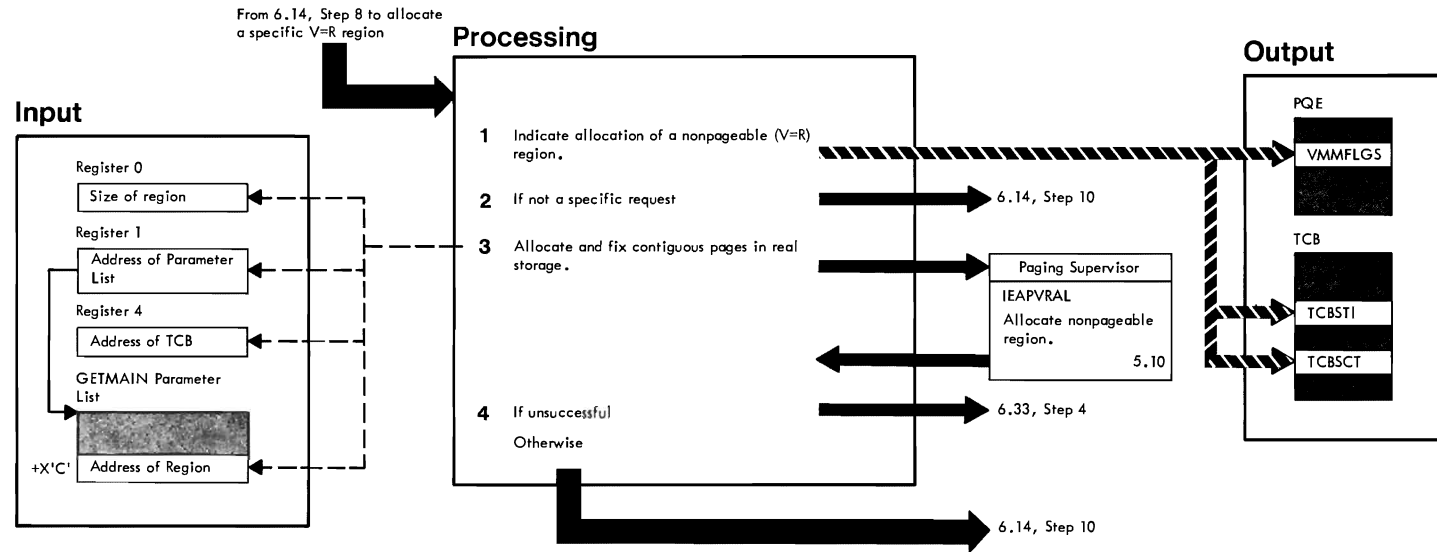 From 6.14, Step 8 to allocate
a specific V=R region
Processing
Output
Input
Register 0
Size of region
Register 1
Address of Parameter
List
Register 4
Address of TCB
GETMAIN Parameter
List
+X'C'
Address of Region
1 Indicate allocation of a nonpageable (V=R)
region.
2 If not a specific request
6.14, Step 10
3 Allocate and fix contiguous pages in real
storage.
Paging Supervisor
IEAPVRAL
Allocate nonpageable
region.
5.10
4 If unsuccessful
6.33, Step 4
Otherwise
6.14, Step 10
PQE
VMMFLGS
TCB
TCBSTI
TCBSCT